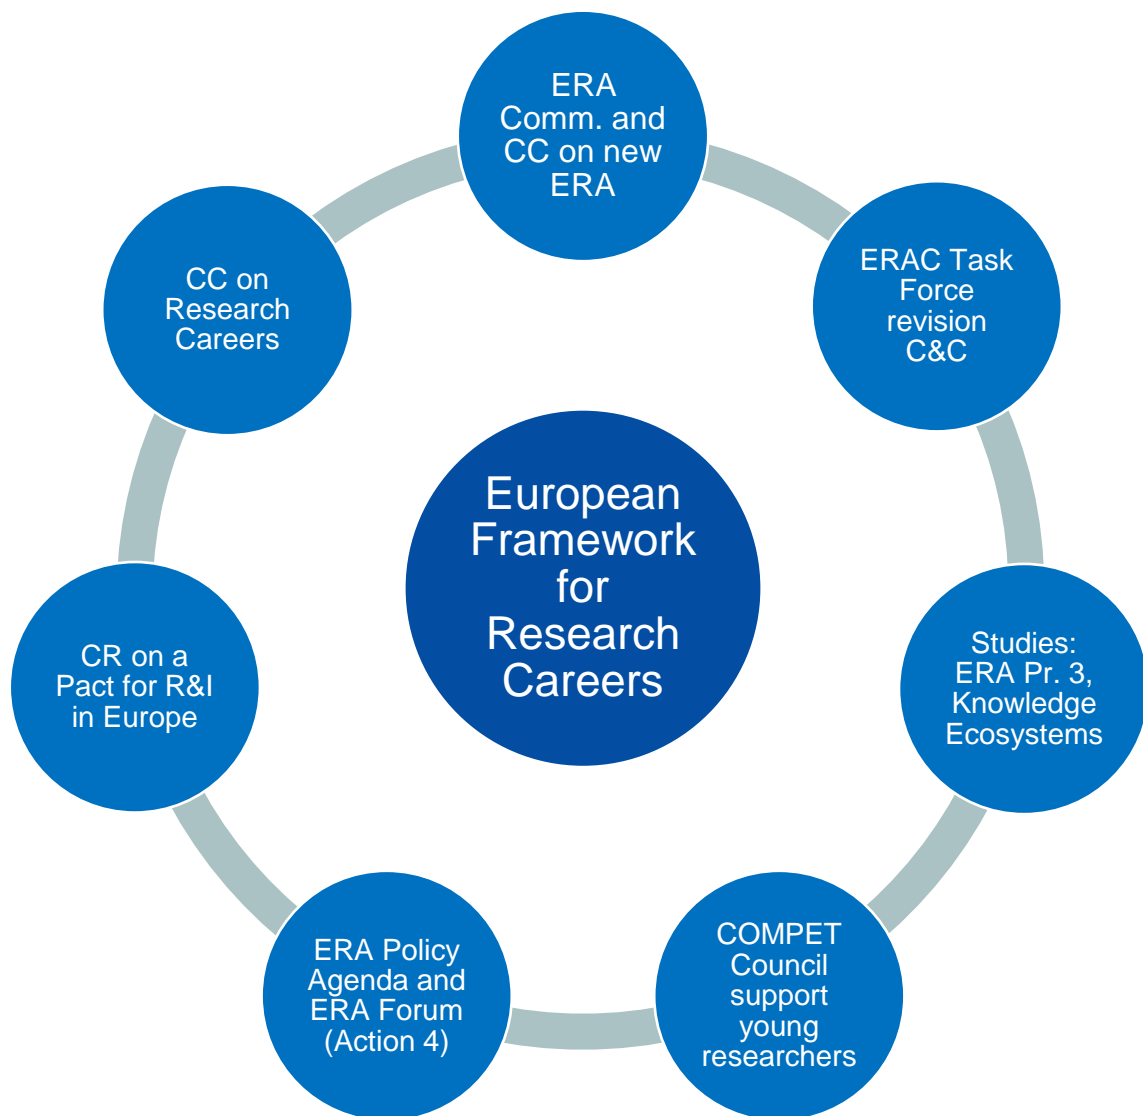 ERA
Comm. and
CC on new
ERA
ERAC Task
Force
revision
C&C
Studies:
ERA Pr. 3,
Knowledge
Ecosystems
COMPET
Council
support
young
researchers
ERA Policy
Agenda and
ERA Forum
(Action 4)
CR on a
Pact for R&I
in Europe
CC on
Research
Careers
European
Framework
for
Research
Careers